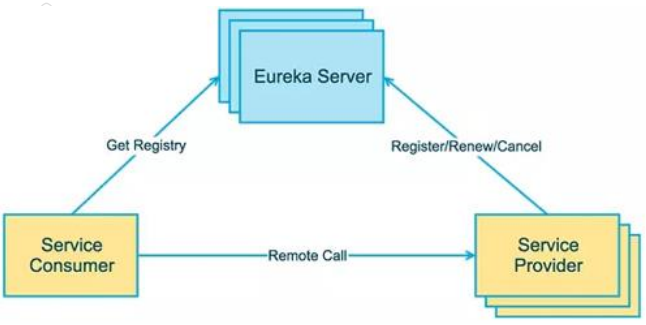 Eureka Server
Get Registry
Register/Renew/Cancel
Service
Consumer
Remote Call
Service
Provider